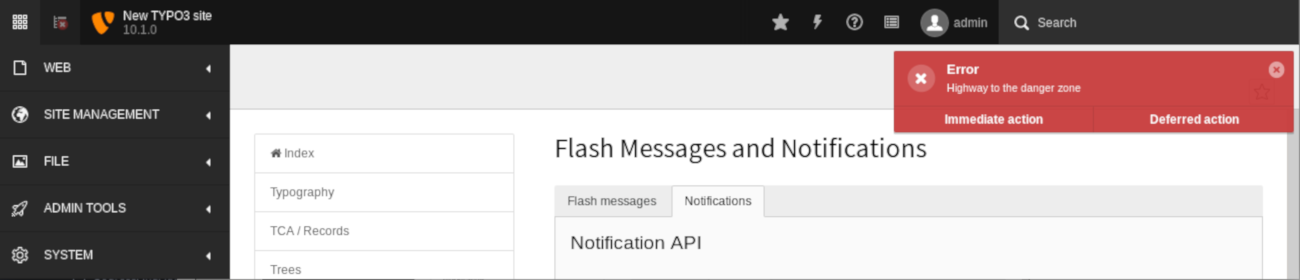 New TYPO3 site
10.1.0
admin
Search
WEB
SITE MANAGEMENT
FILE
ADMIN TOOLS
SYSTEM
Error
Highway to the danger zone
Immediate action
Deferred action
Index
Typography
TCA / Records
Trees
Flash Messages and Notifications
Flash messages
Notifications
Notification API